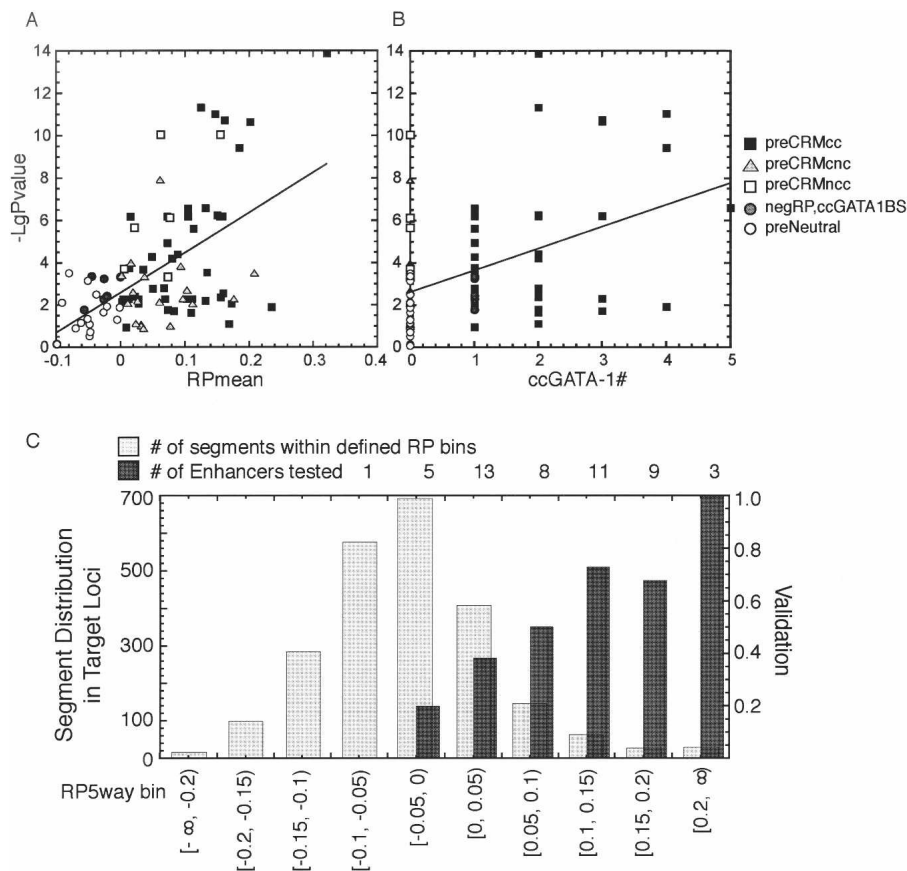 A
B
14
12
10
8
6
4
2
0
-LgPvalue
-0.1 0 0.1 0.2 0.3 0.4
RPmean
14
12
10
8
6
4
2
0
0 1 2 3 4 5
ccGATA-1#
preCRMcc
preCRMcnc
preCRMncc
negRP,ccGATA1BS
preNeutral
C
# of segments within defined RP bins
# of Enhancers tested 1 5 13 8 11 9 3
700
500
300
100
0
Segment Distribution
in Target Loci
1.0
0.8
0.6
0.4
0.2
Validation
RP5way bin
[- ∞, -0.2)
[-0.2, -0.15)
[-0.15, -0.1)
[-0.1, -0.05)
[-0.05, 0)
[0, 0.05)
[0.05, 0.1)
[0.1, 0.15)
[0.15, 0.2)
[0.2, ∞)